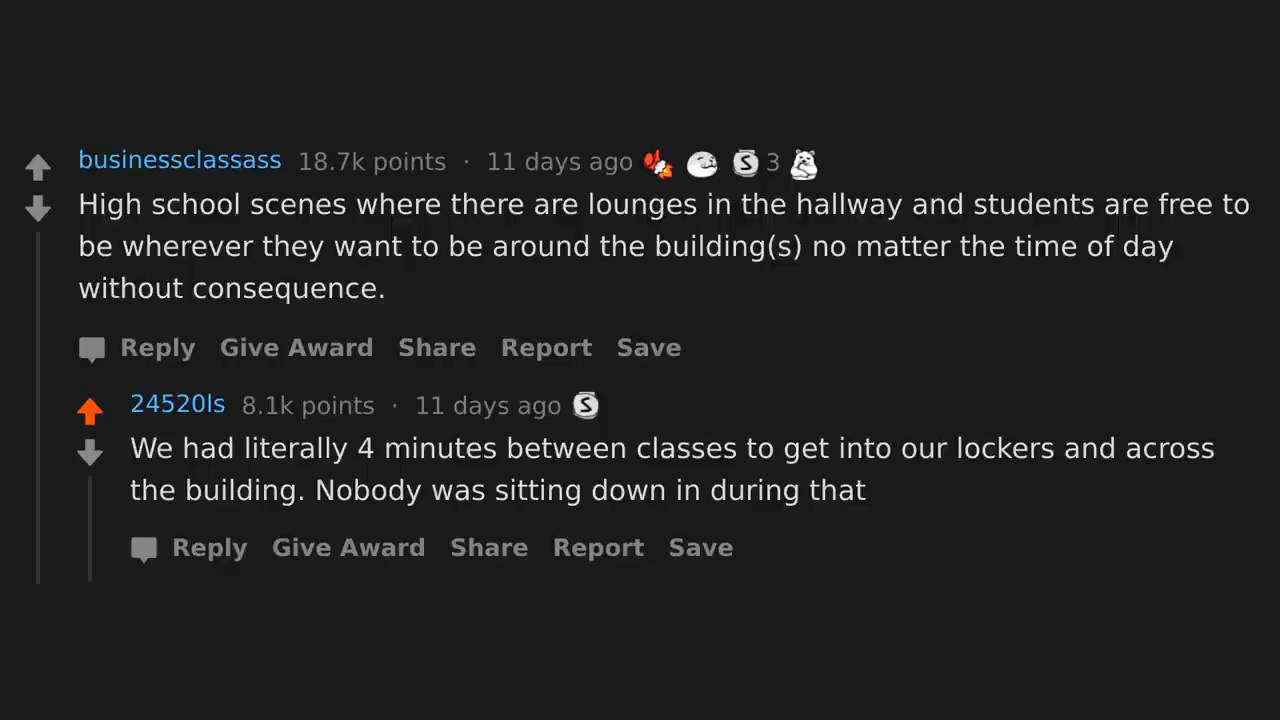 businessclassass 18.7k points · 11 days ago S 3
High school scenes where there are lounges in the hallway and students are free to
be wherever they want to be around the building(s) no matter the time of day
without consequence.
Reply Give Award Share Report Save
24520ls 8.1k points · 11 days ago S
We had literally 4 minutes between classes to get into our lockers and across
the building. Nobody was sitting down in during that
Reply Give Award Share Report Save